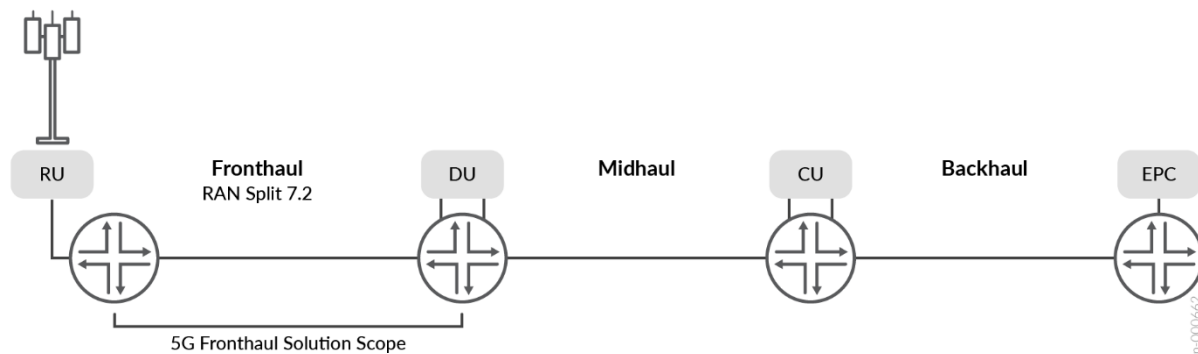 RU
Fronthaul
RAN Split 7.2
DU
Midhaul
CU
Backhaul
EPC
5G Fronthaul Solution Scope